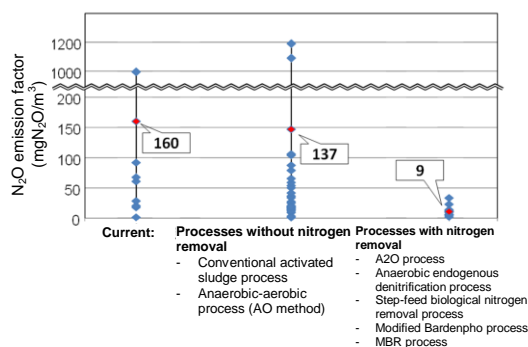 N₂O emission factor
(mgN₂O/m³)
1200
1000
200
150
100
50
0
160
137
9
Current:
Processes without nitrogen
removal
- Conventional activated
sludge process
- Anaerobic-aerobic
process (AO method)
Processes with nitrogen
removal
- A2O process
- Anaerobic endogenous
denitrification process
- Step-feed biological nitrogen
removal process
- Modified Bardenpho process
- MBR process